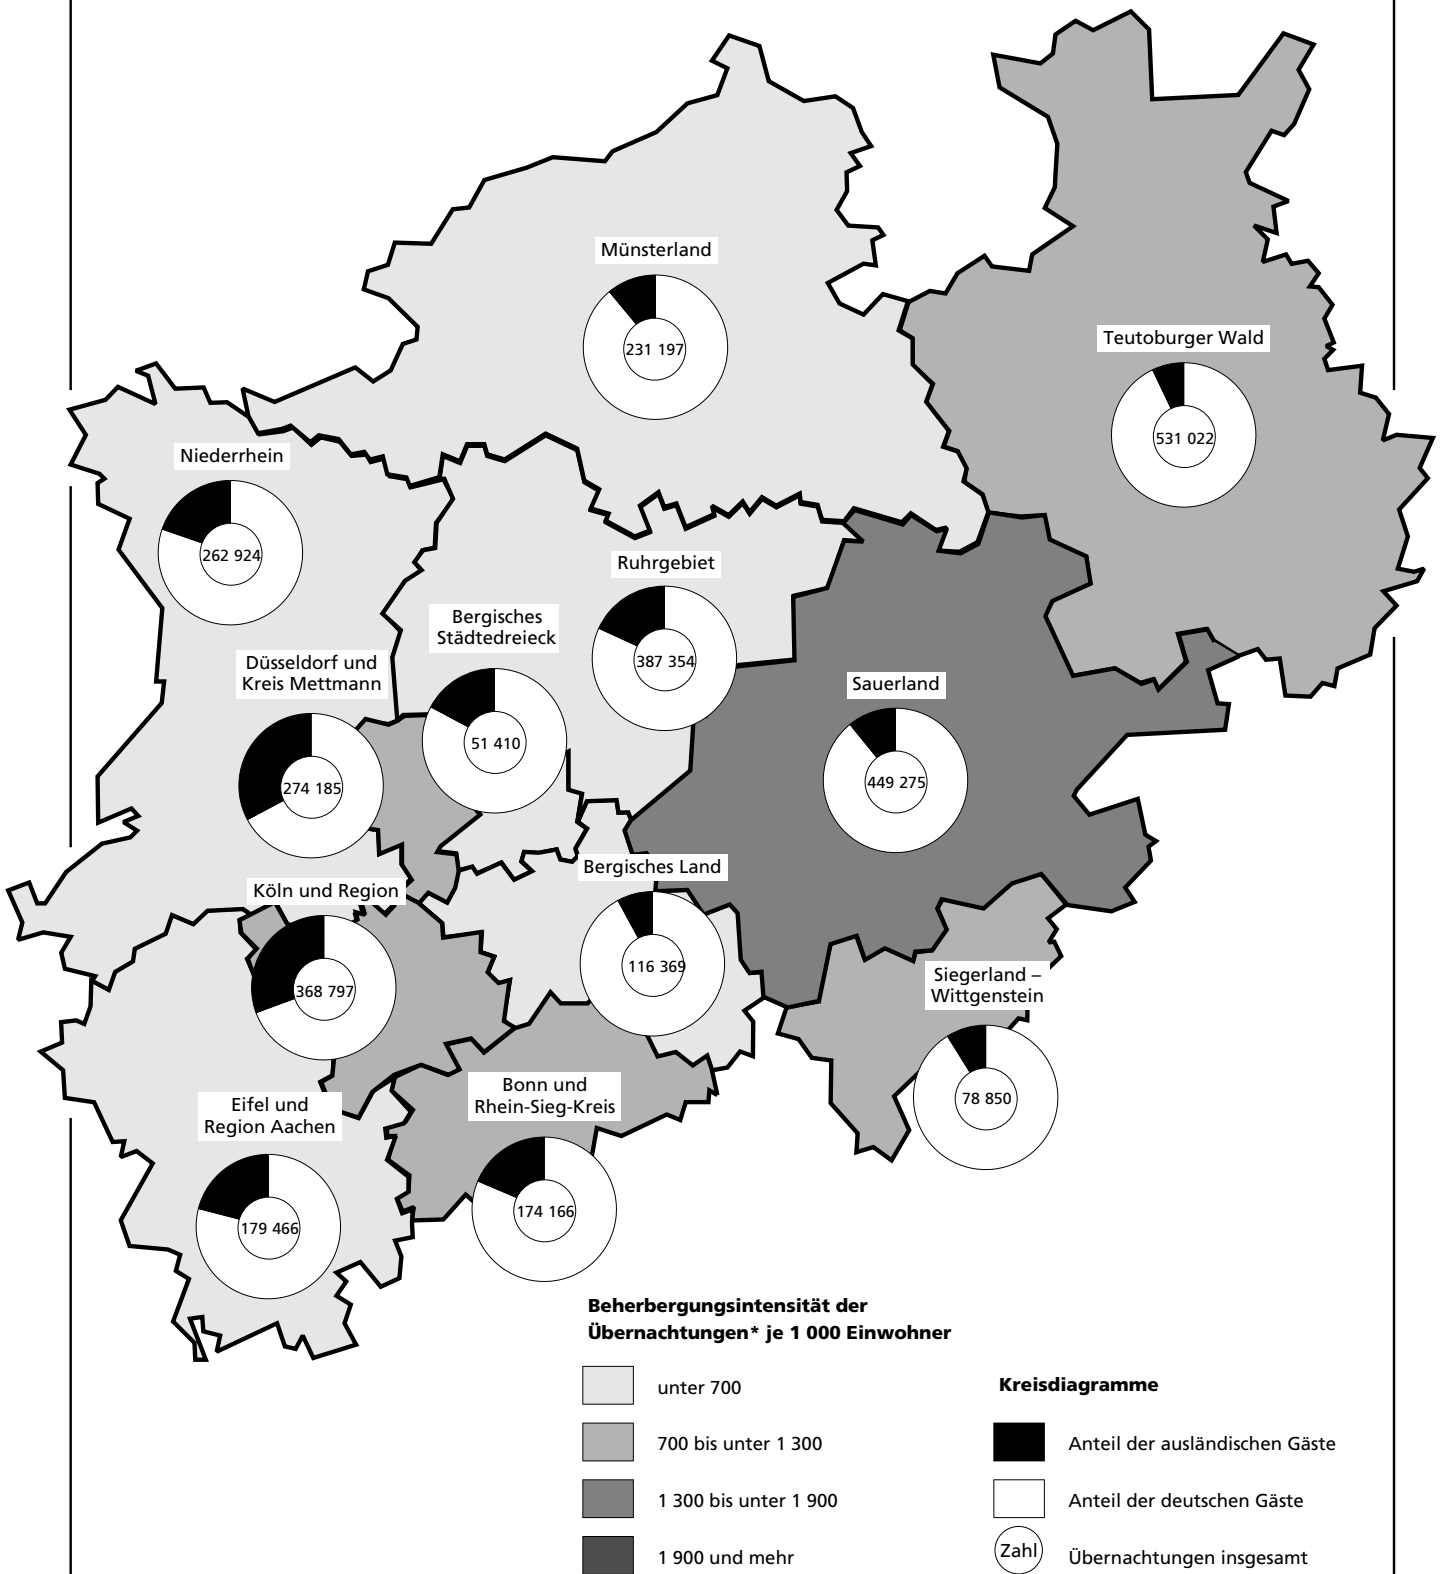 Münsterland
231 197
Teutoburger Wald
531 022
Niederrhein
262 924
Ruhrgebiet
387 354
Bergisches
Städtedreieck
51 410
Düsseldorf und
Kreis Mettmann
274 185
Sauerland
449 275
Bergisches Land
116 369
Köln und Region
368 797
Siegerland –
Wittgenstein
78 850
Bonn und
Rhein-Sieg-Kreis
174 166
Eifel und
Region Aachen
179 466
Beherbergungsintensität der
Übernachtungen* je 1 000 Einwohner
unter 700
700 bis unter 1 300
1 300 bis unter 1 900
1 900 und mehr
Kreisdiagramme
Anteil der ausländischen Gäste
Anteil der deutschen Gäste
Zahl Übernachtungen insgesamt